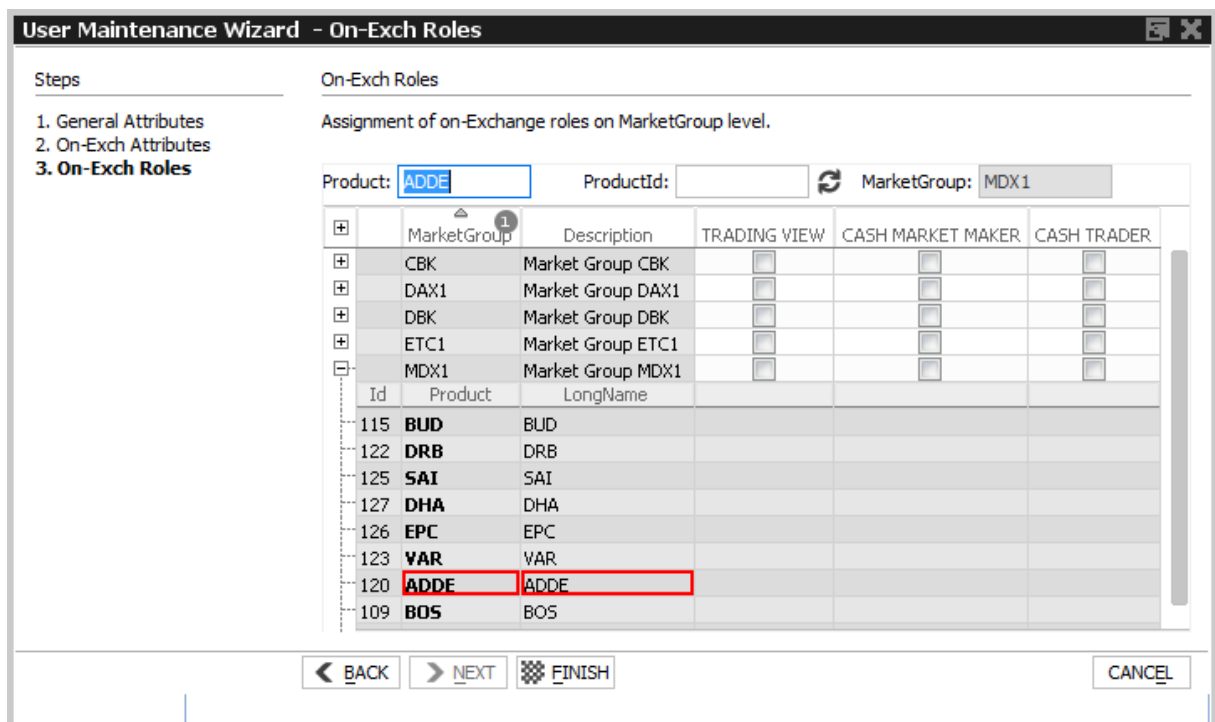 User Maintenance Wizard - On-Exch Roles
Steps
1. General Attributes
2. On-Exch Attributes
3. On-Exch Roles
On-Exch Roles
Assignment of on-Exchange roles on MarketGroup level.
Product: ADDE ProductId: MarketGroup: MDX1
MarketGroup 1 Description TRADING VIEW CASH MARKET MAKER CASH TRADER
CBK Market Group CBK
DAX1 Market Group DAX1
DBK Market Group DBK
ETC1 Market Group ETC1
MDX1 Market Group MDX1
Id Product LongName
115 BUD BUD
122 DRB DRB
125 SAI SAI
127 DHA DHA
126 EPC EPC
123 VAR VAR
120 ADDE ADDE
109 BOS BOS
BACK NEXT FINISH CANCEL